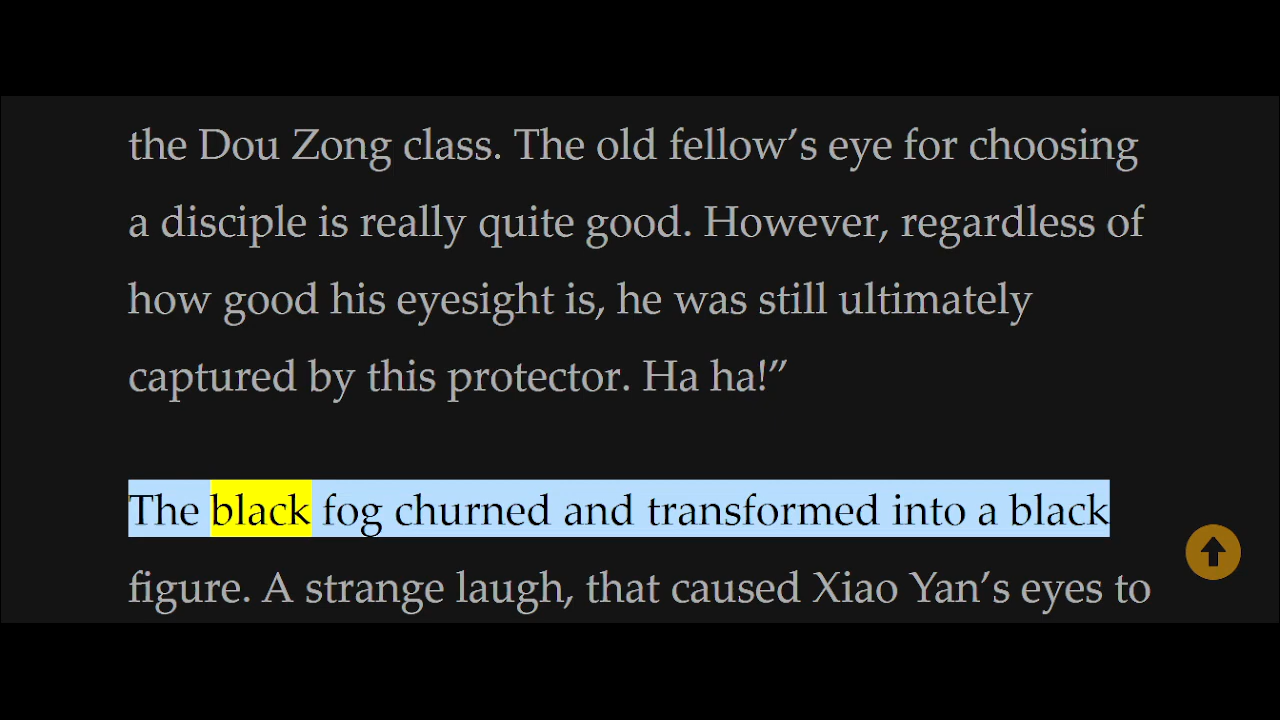 the Dou Zong class. The old fellow’s eye for choosing
a disciple is really quite good. However, regardless of
how good his eyesight is, he was still ultimately
captured by this protector. Ha ha!”
The black fog churned and transformed into a black
figure. A strange laugh, that caused Xiao Yan’s eyes to